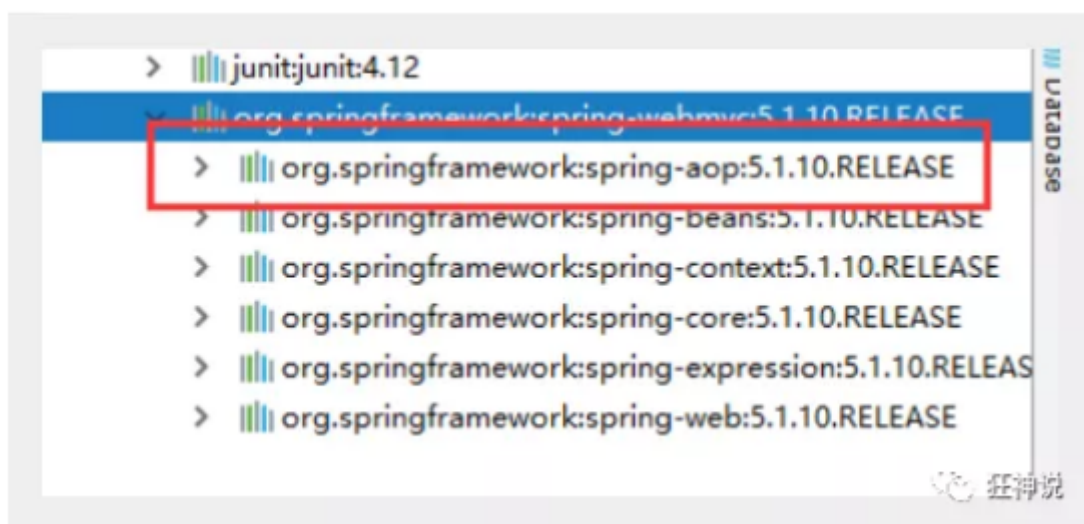 junit:junit:4.12
org.springframework:spring-webmvc:5.1.10.RELEASE
org.springframework:spring-aop:5.1.10.RELEASE
org.springframework:spring-beans:5.1.10.RELEASE
org.springframework:spring-context:5.1.10.RELEASE
org.springframework:spring-core:5.1.10.RELEASE
org.springframework:spring-expression:5.1.10.RELEAS
org.springframework:spring-web:5.1.10.RELEASE
Database
狂神说